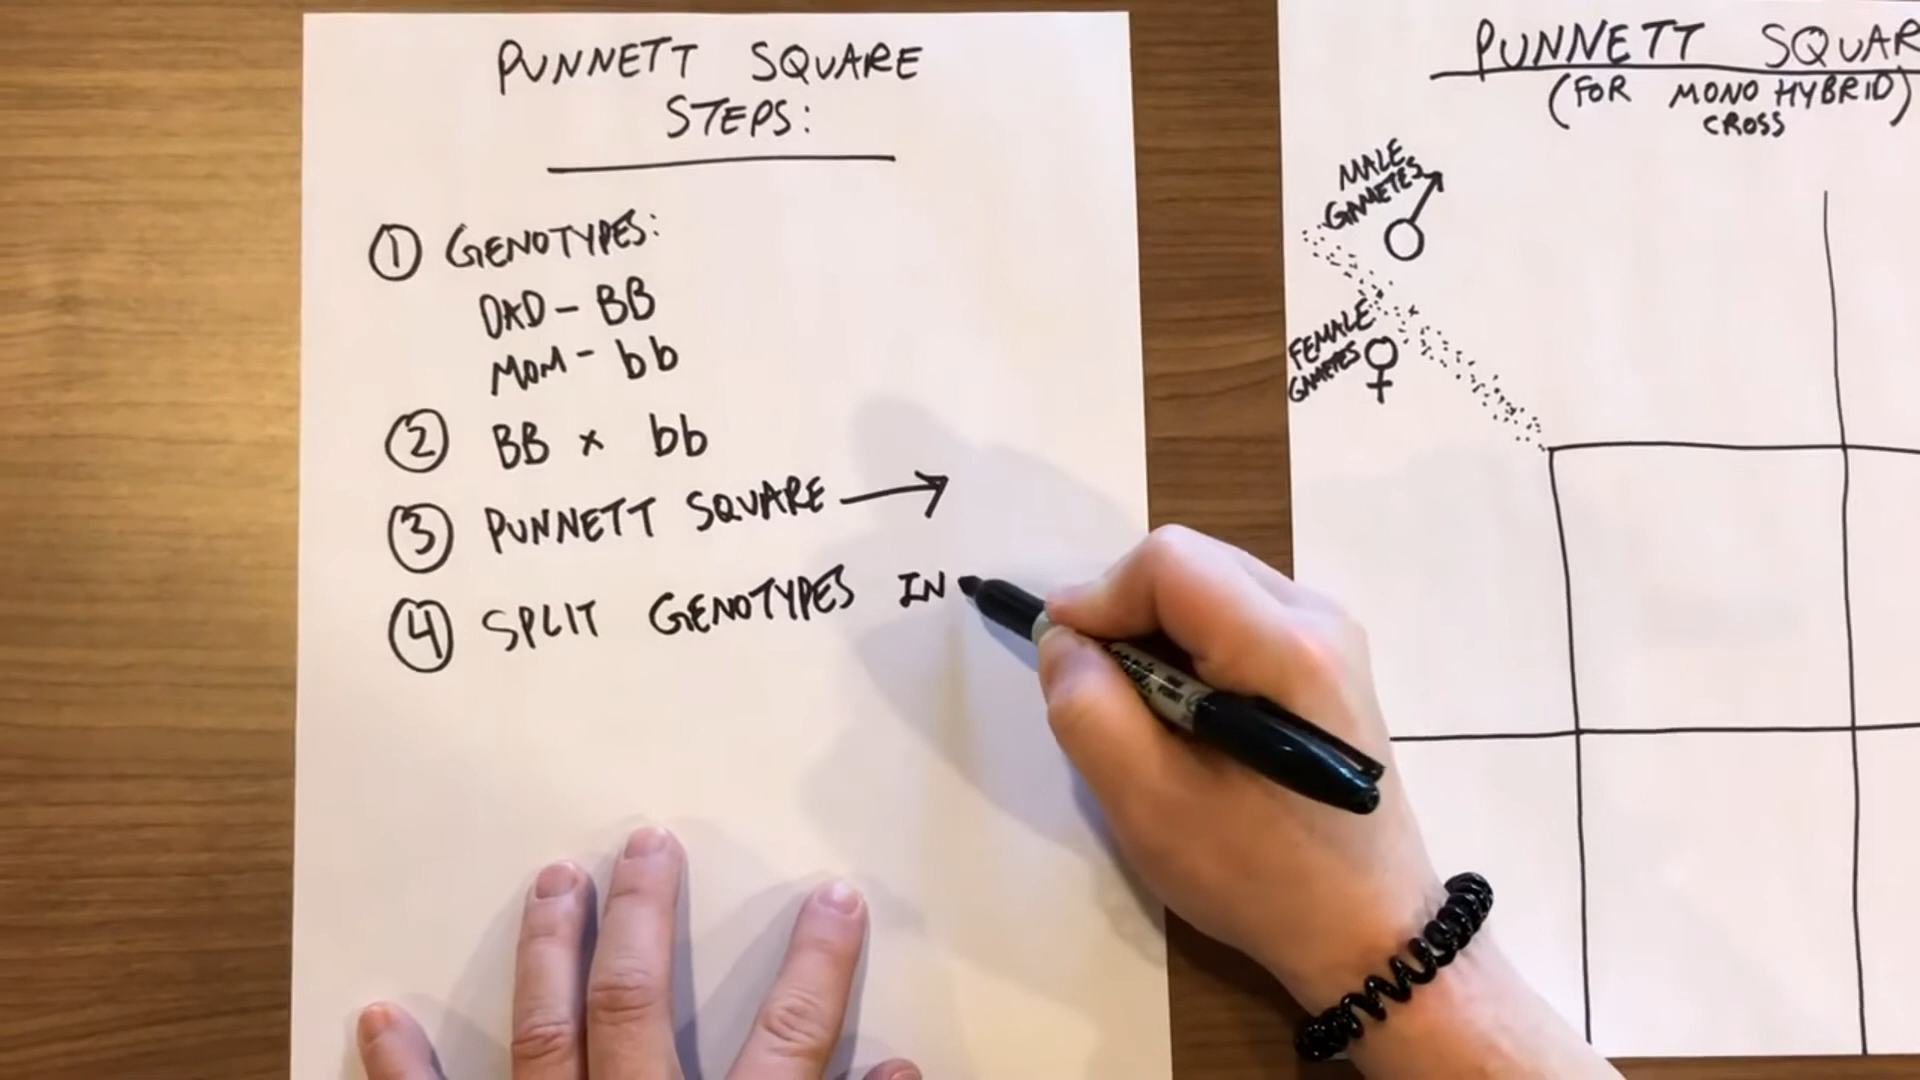 PUNNETT SQUARE
STEPS:
① GENOTYPES:
DAD - BB
MOM - bb
② BB x bb
③ PUNNETT SQUARE →
④ SPLIT GENOTYPES IN
PUNNETT SQUAR
(FOR MONO HYBRID)
CROSS
MALE
GAMETES
FEMALE
GAMETES